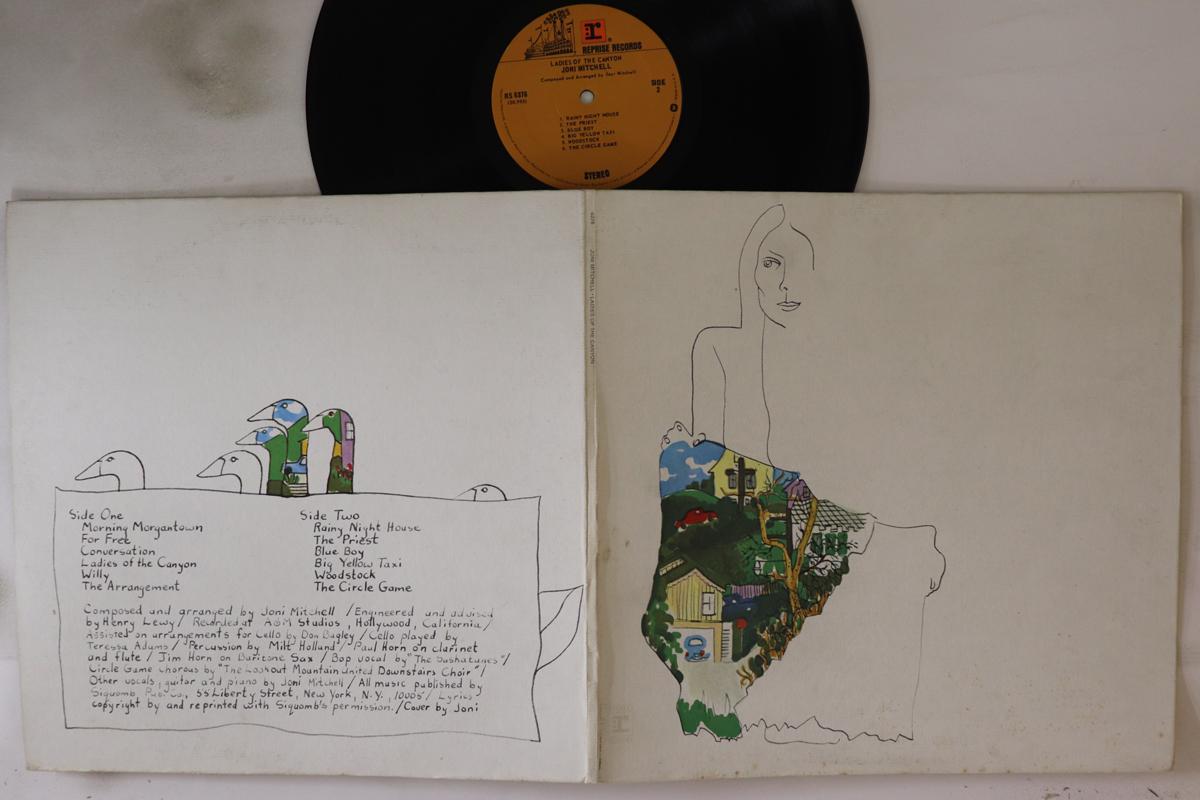 REPRISE RECORDS
LADIES OF THE CANYON
JONI MITCHELL
Composed and Arranged by Joni Mitchell
RS 6376
SIDE
2
1. RAINY NIGHT HOUSE
2. THE PRIEST
3. BLUE BOY
4. BIG YELLOW TAXI
5. WOODSTOCK
6. THE CIRCLE GAME
STEREO
JONI MITCHELL · LADIES OF THE CANYON
Side One
Morning Morgantown
For Free
Conversation
Ladies of the Canyon
Willy
The Arrangement
Side Two
Rainy Night House
The Priest
Blue Boy
Big Yellow Taxi
Woodstock
The Circle Game
Composed and arranged by Joni Mitchell / Engineered and advised
by Henry Lewy / Recorded at A&M Studios, Hollywood, California /
Assisted on arrangements for Cello by Don Bagley / Cello played by
Teressa Adams / Percussion by Milt Holland / Paul Horn on clarinet
and flute / Jim Horn on Baritone Sax / Bop vocal by "The Saskatunes" /
Circle Game Chorous by "The Lookout Mountain United Downstairs Choir" /
Other vocals, guitar and piano by Joni Mitchell / All music published by
Siquomb Pub. Co., 55 Liberty Street, New York, N.Y., 10005 / Lyrics
copyright by and reprinted with Siquomb's permission. / Cover by Joni